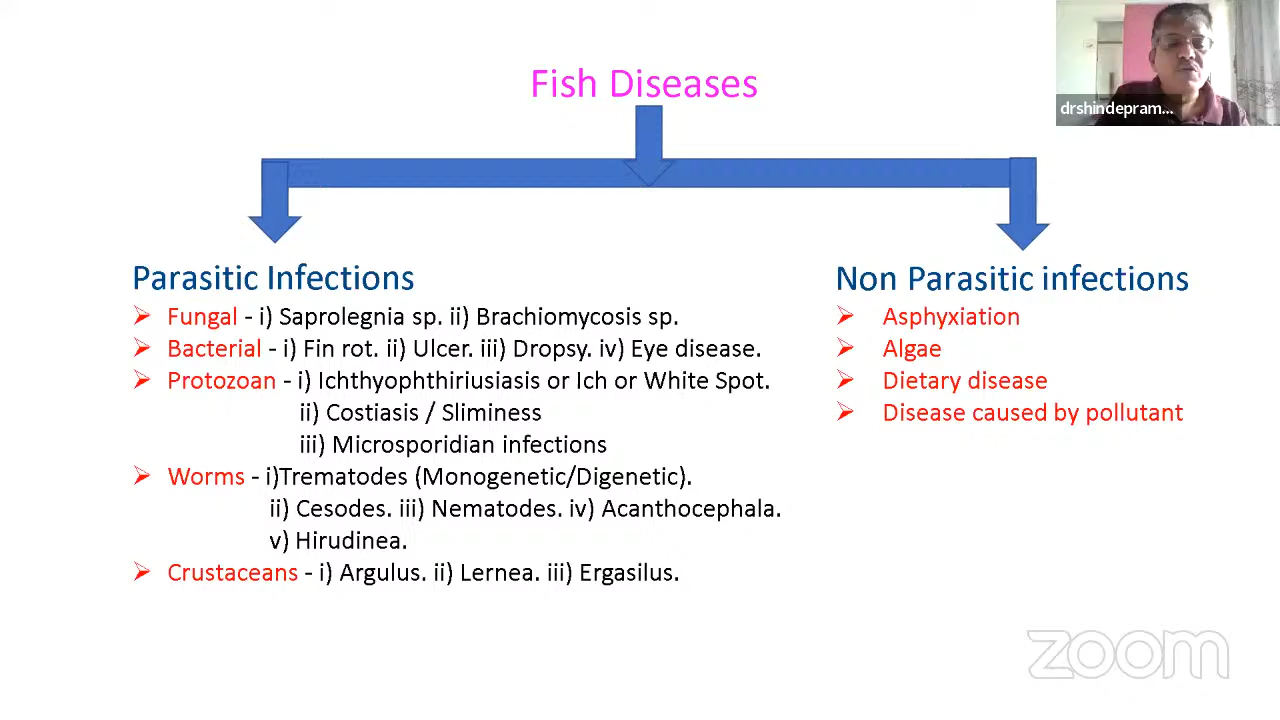 Fish Diseases
drshindepram...
Parasitic Infections
➢ Fungal - i) Saprolegnia sp. ii) Brachiomycosis sp.
➢ Bacterial - i) Fin rot. ii) Ulcer. iii) Dropsy. iv) Eye disease.
➢ Protozoan - i) Ichthyophthiriusiasis or Ich or White Spot.
ii) Costiasis / Sliminess
iii) Microsporidian infections
➢ Worms - i)Trematodes (Monogenetic/Digenetic).
ii) Cesodes. iii) Nematodes. iv) Acanthocephala.
v) Hirudinea.
➢ Crustaceans - i) Argulus. ii) Lernea. iii) Ergasilus.
Non Parasitic infections
➢ Asphyxiation
➢ Algae
➢ Dietary disease
➢ Disease caused by pollutant
zoom